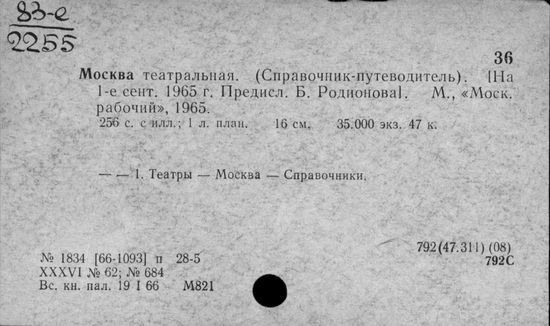 83-е
2255
36
Москва театральная. (Справочник-путеводитель). [На
1-е сент. 1965 г. Предисл. Б. Родионова]. М., «Моск.
рабочий», 1965.
256 с. с илл.; 1 л. план. 16 см. 35.000 экз. 47 к.
— — 1. Театры — Москва — Справочники.
792(47.311) (08)
792С
№ 1834 [66-1093] п 28-5
XXXVI № 62; № 684
Вс. кн. пал. 19 I 66 М821